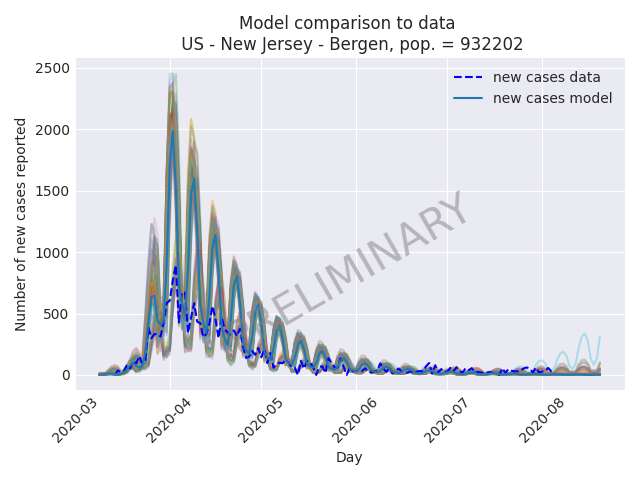 Model comparison to data
US - New Jersey - Bergen, pop. = 932202
new cases data
new cases model
Number of new cases reported
2500
2000
1500
1000
500
0
PRELIMINARY
2020-03
2020-04
2020-05
2020-06
2020-07
2020-08
Day